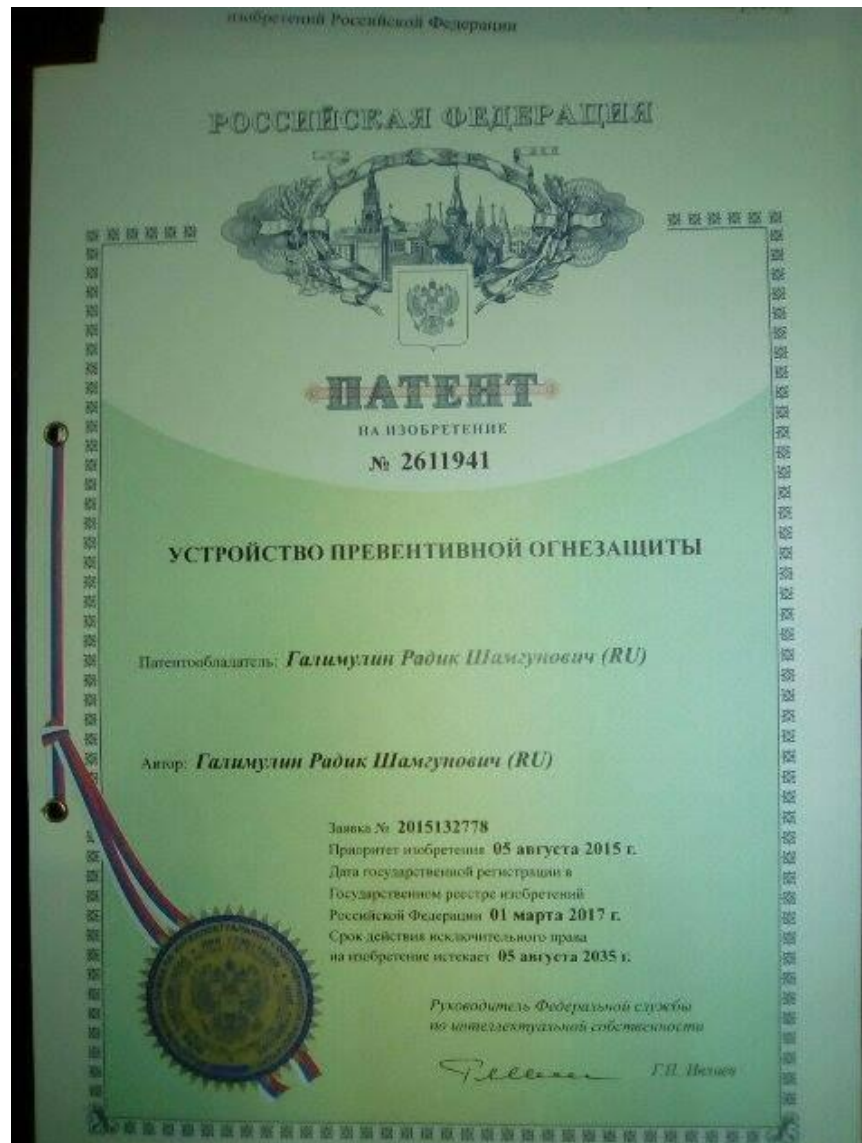 изобретений Российской Федерации
РОССИЙСКАЯ ФЕДЕРАЦИЯ
ПАТЕНТ
НА ИЗОБРЕТЕНИЕ
№ 2611941
УСТРОЙСТВО ПРЕВЕНТИВНОЙ ОГНЕЗАЩИТЫ
Патентообладатель: Галимулин Радик Шамгунович (RU)
Автор: Галимулин Радик Шамгунович (RU)
Заявка № 2015132778
Приоритет изобретения 05 августа 2015 г.
Дата государственной регистрации в
Государственном реестре изобретений
Российской Федерации 01 марта 2017 г.
Срок действия исключительного права
на изобретение истекает 05 августа 2035 г.
Руководитель Федеральной службы
по интеллектуальной собственности
Г.П. Ивлиев